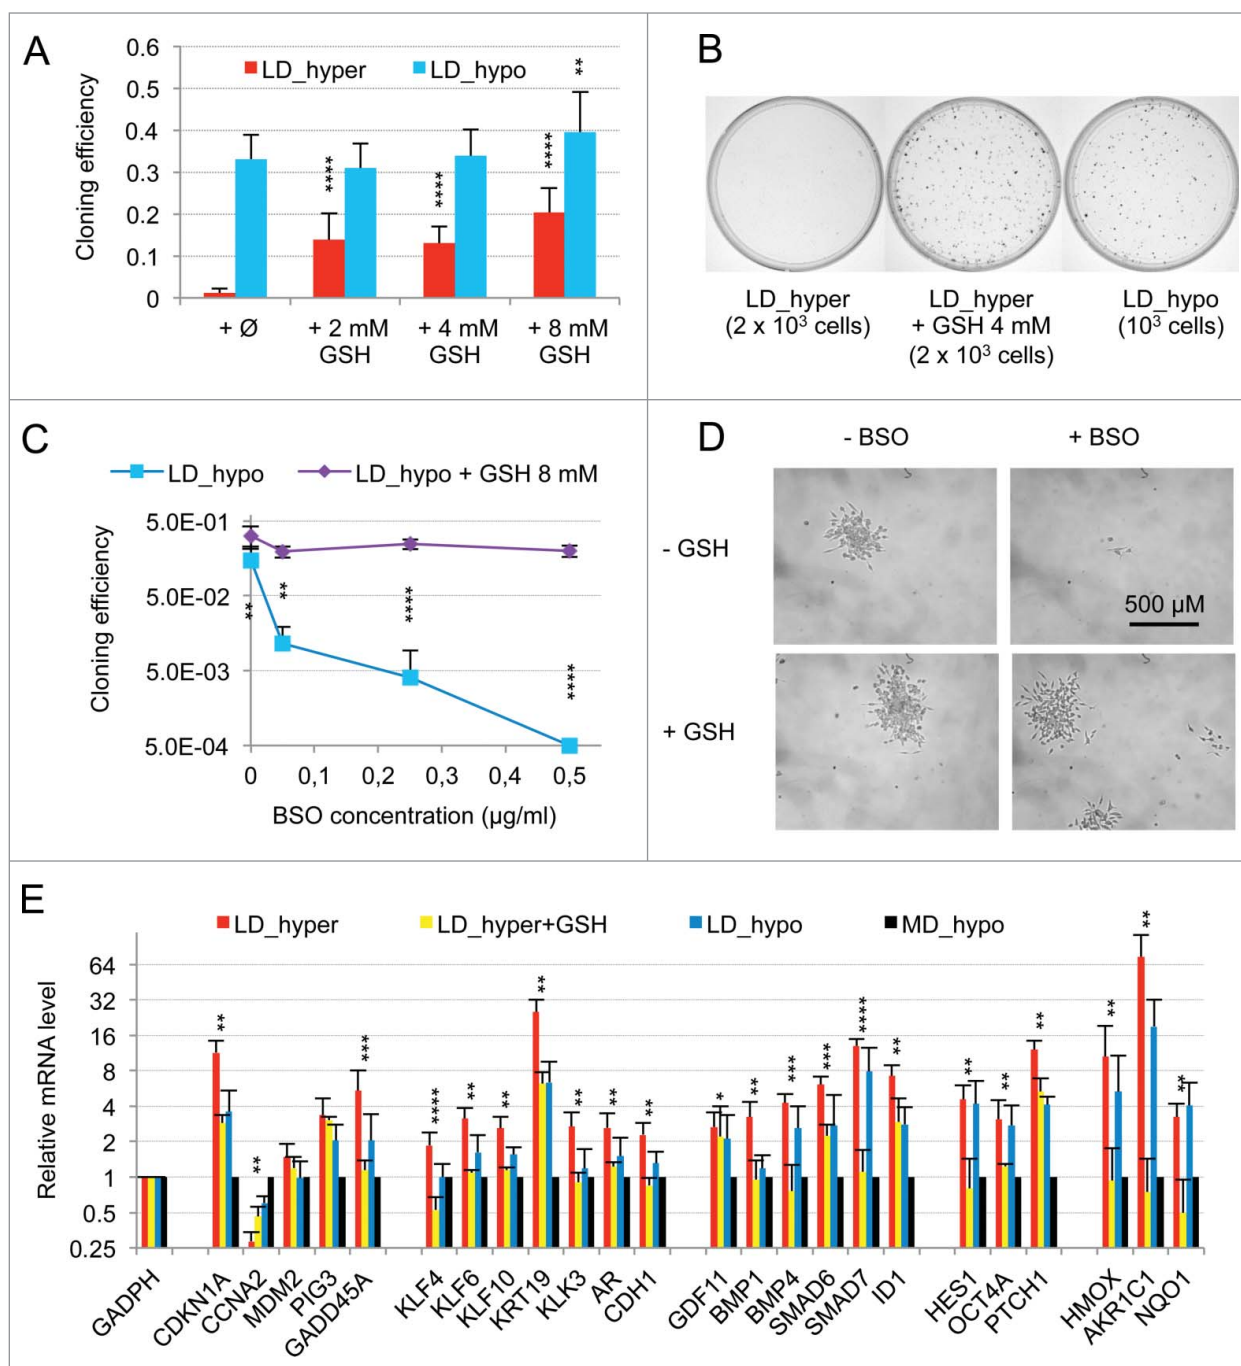 A
Cloning efficiency
0.6
0.5
0.4
0.3
0.2
0.1
0
LD_hyper LD_hypo
**
****
****
****
+ Ø + 2 mM + 4 mM + 8 mM
GSH GSH GSH
B
LD_hyper LD_hyper LD_hypo
(2 x 10³ cells) + GSH 4 mM (10³ cells)
(2 x 10³ cells)
C
LD_hypo LD_hypo + GSH 8 mM
Cloning efficiency
5.0E-01
5.0E-02
5.0E-03
5.0E-04
**
**
****
****
0 0,1 0,2 0,3 0,4 0,5
BSO concentration (µg/ml)
D
- BSO + BSO
- GSH
500 µM
+ GSH
E
LD_hyper LD_hyper+GSH LD_hypo MD_hypo
Relative mRNA level
64
32
16
8
4
2
1
0.5
0.25
** ** *** **** ** ** ** ** ** ** * ** *** *** **** ** ** ** ** ** ** **
GADPH CDKN1A CCNA2 MDM2 PIG3 GADD45A KLF4 KLF6 KLF10 KRT19 KLK3 AR CDH1 GDF11 BMP1 BMP4 SMAD6 SMAD7 ID1 HES1 OCT4A PTCH1 HMOX AKR1C1 NQO1